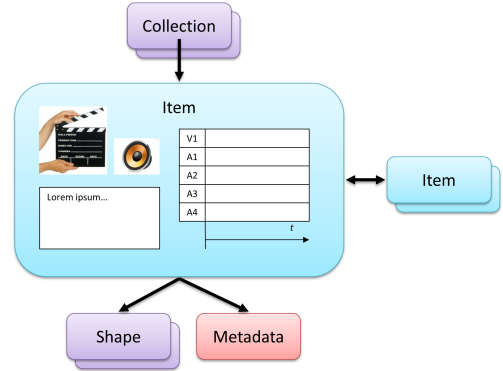 Collection
Item
V1
A1
A2
A3
A4
Lorem ipsum...
t
Item
Shape
Metadata